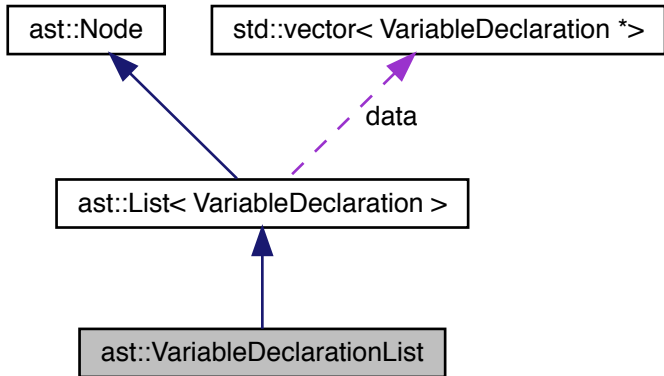 ast::Node
std::vector< VariableDeclaration *>
data
ast::List< VariableDeclaration >
ast::VariableDeclarationList